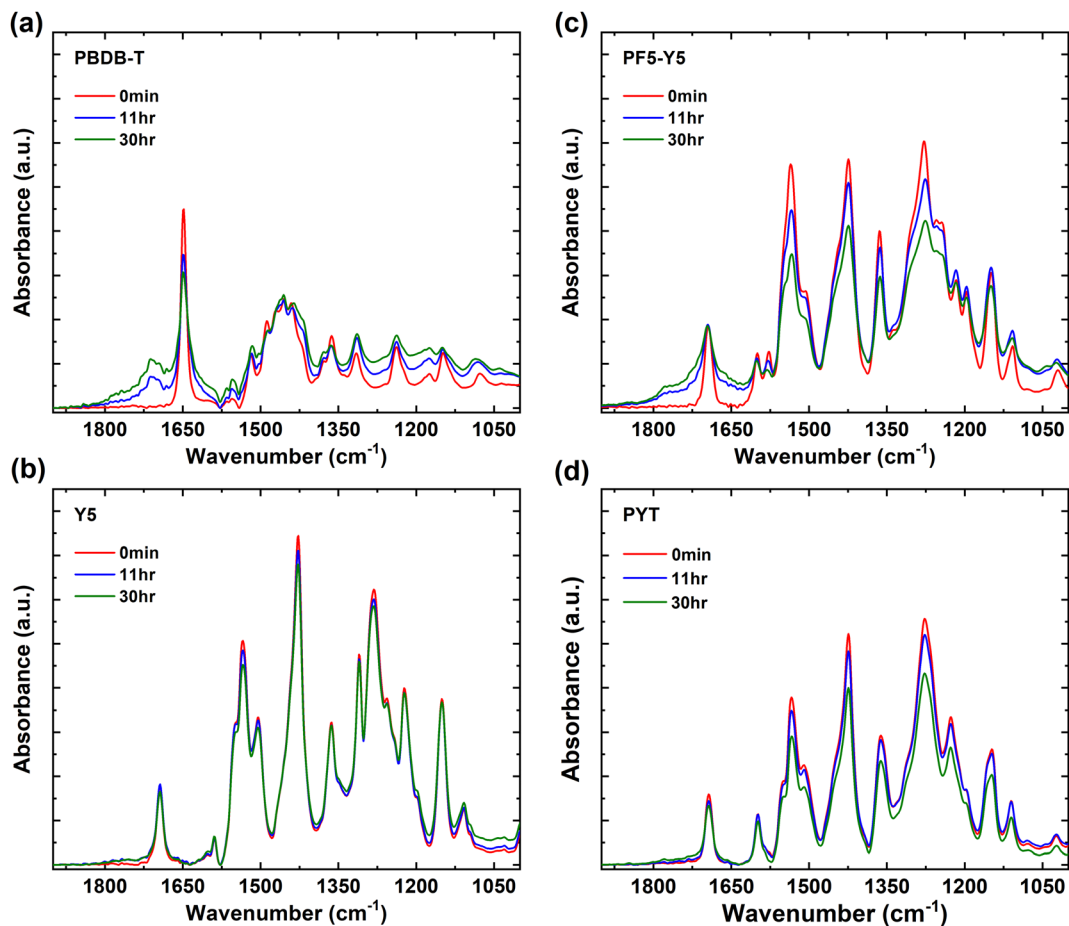 (a)
PBDB-T
0min
11hr
30hr
Absorbance (a.u.)
1800 1650 1500 1350 1200 1050
Wavenumber (cm-1)
(c)
PF5-Y5
0min
11hr
30hr
Absorbance (a.u.)
1800 1650 1500 1350 1200 1050
Wavenumber (cm-1)
(b)
Y5
0min
11hr
30hr
Absorbance (a.u.)
1800 1650 1500 1350 1200 1050
Wavenumber (cm-1)
(d)
PYT
0min
11hr
30hr
Absorbance (a.u.)
1800 1650 1500 1350 1200 1050
Wavenumber (cm-1)